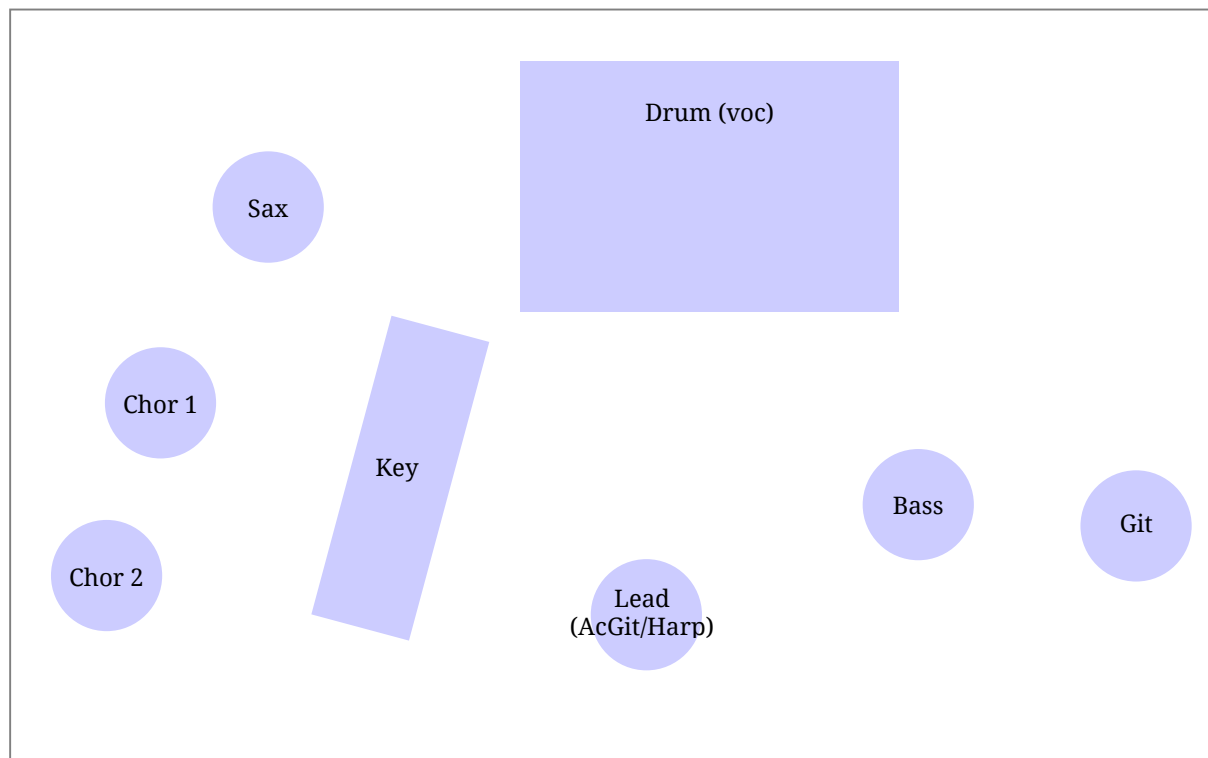 Drum (voc)
Sax
Chor 1
Key
Bass
Git
Chor 2
Lead
(AcGit/Harp)